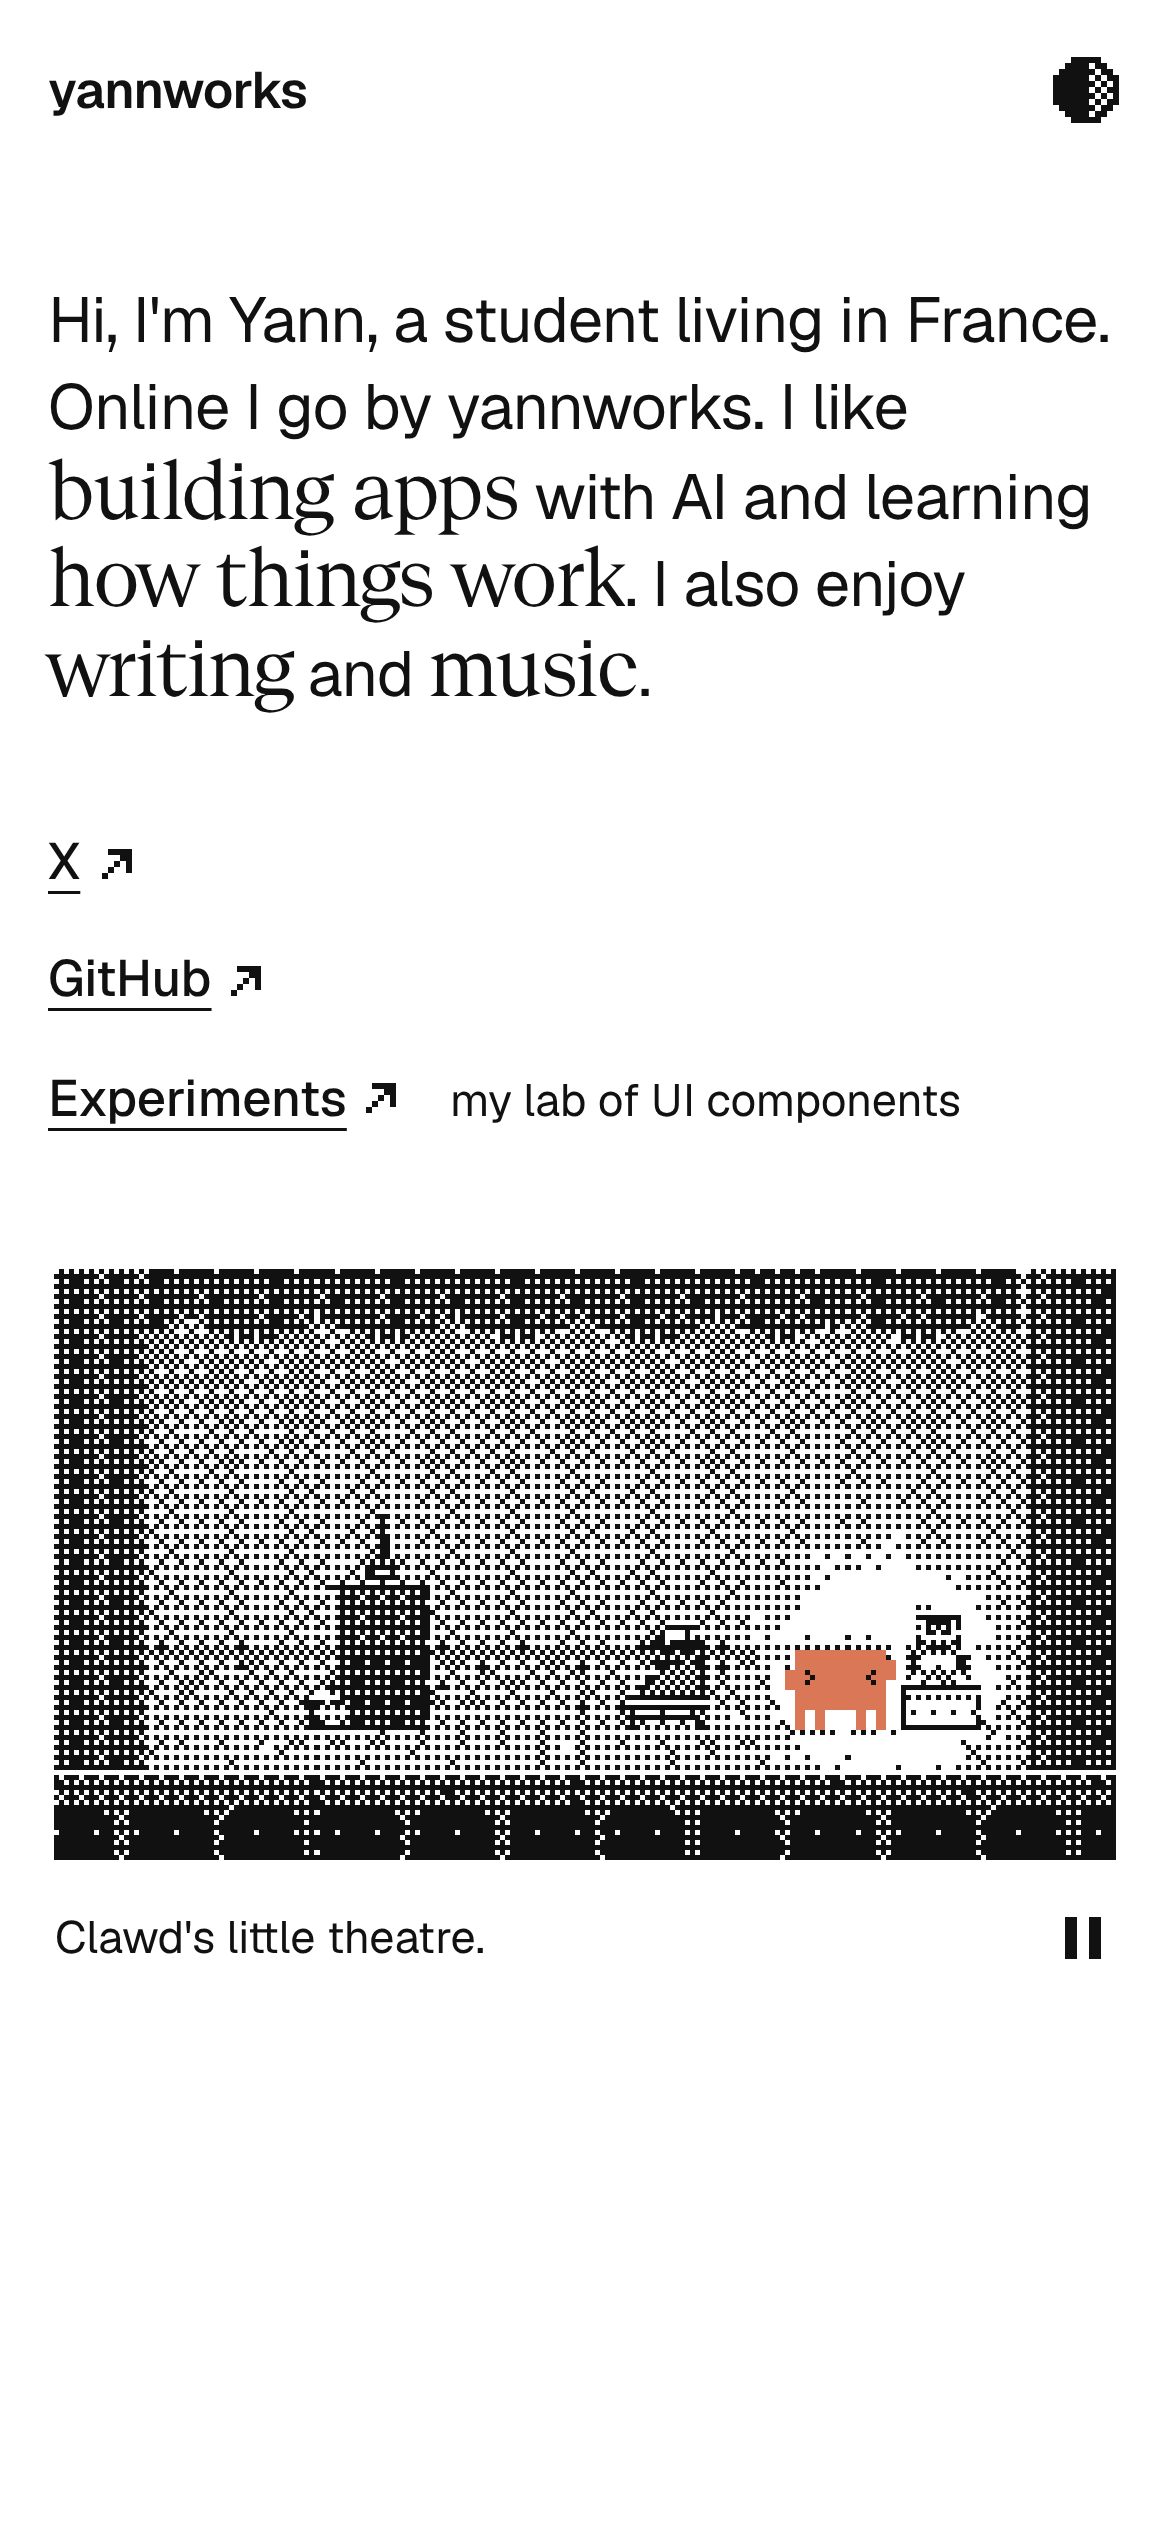 yannworks
Hi, I'm Yann, a student living in France.
Online I go by yannworks. I like
building apps with AI and learning
how things work. I also enjoy
writing and music.
X
GitHub
Experiments my lab of UI components
Clawd's little theatre.